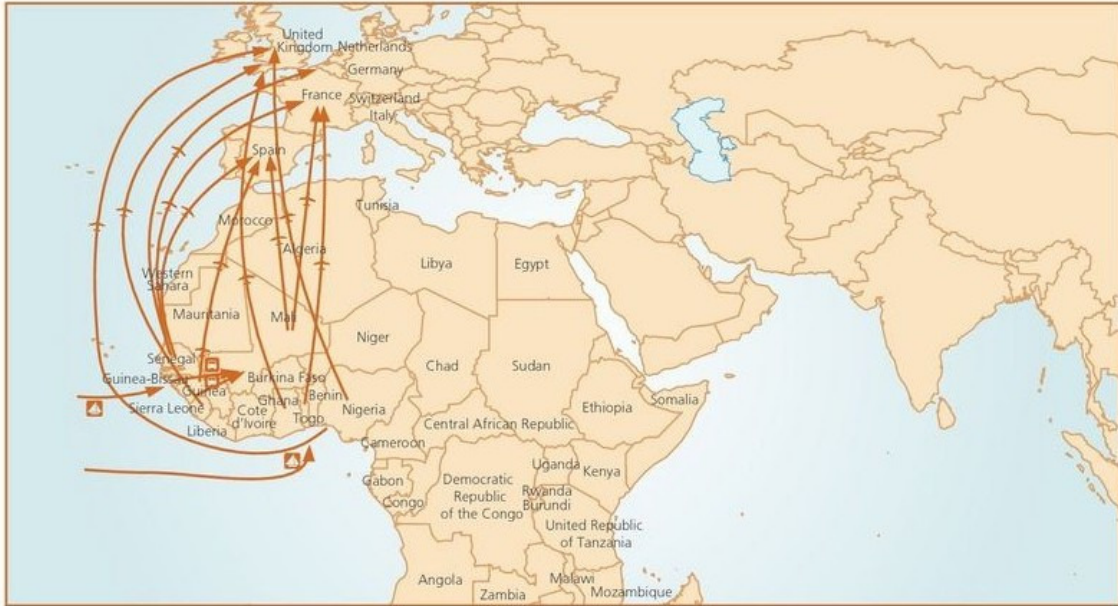 United
Kingdom
Netherlands
Germany
France
Switzerland
Italy
Spain
Tunisia
Morocco
Algeria
Libya
Egypt
Western
Sahara
Mauritania
Mali
Niger
Chad
Sudan
Senegal
Guinea-Bissau
Guinea
Burkina Faso
Benin
Ghana
Togo
Nigeria
Sierra Leone
Cote
d'Ivoire
Liberia
Ethiopia
Somalia
Central African Republic
Cameroon
Uganda
Kenya
Gabon
Congo
Democratic
Republic
of the Congo
Rwanda
Burundi
United Republic
of Tanzania
Angola
Zambia
Malawi
Mozambique